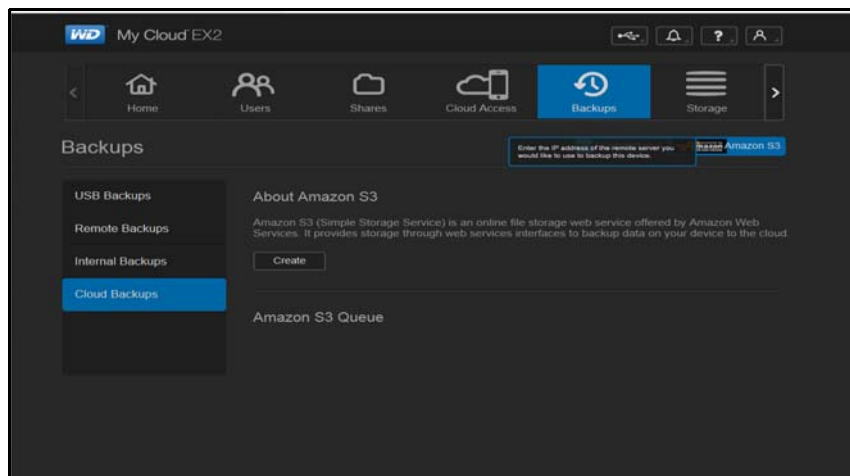 WD My Cloud EX2
?
Home Users Shares Cloud Access Backups Storage
Backups
Enter the IP address of the remote server you
would like to use to backup this device.
Amazon S3
USB Backups
Remote Backups
Internal Backups
Cloud Backups
About Amazon S3
Amazon S3 (Simple Storage Service) is an online file storage web service offered by Amazon Web
Services. It provides storage through web services interfaces to backup data on your device to the cloud.
Create
Amazon S3 Queue